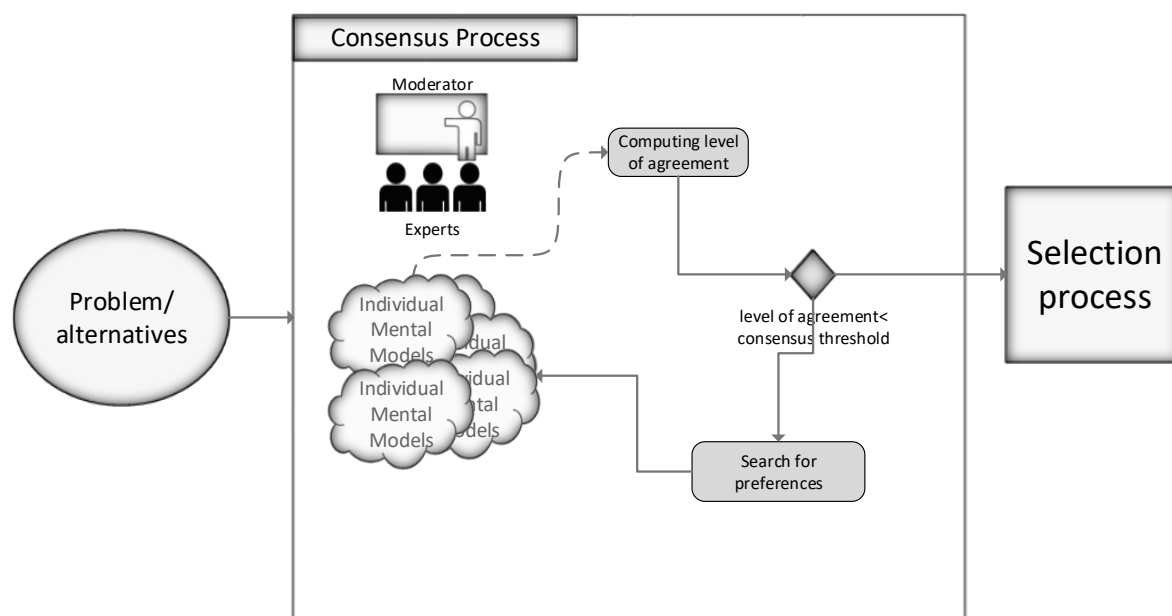 Consensus Process
Moderator
Experts
Problem/
alternatives
Individual
Mental
Models
Individual
Mental
Models
Computing level
of agreement
level of agreement<
consensus threshold
Search for
preferences
Selection
process